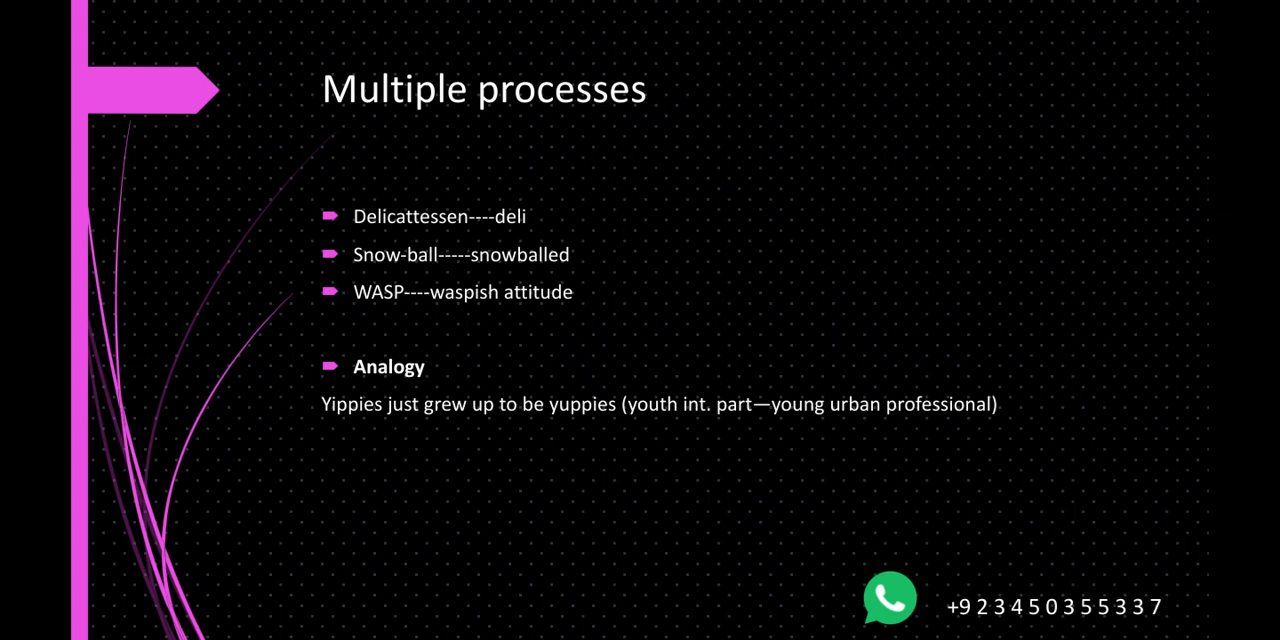 Multiple processes
Delicattessen----deli
Snow-ball-----snowballed
WASP----waspish attitude
Analogy
Yippies just grew up to be yuppies (youth int. part—young urban professional)
+923450355337